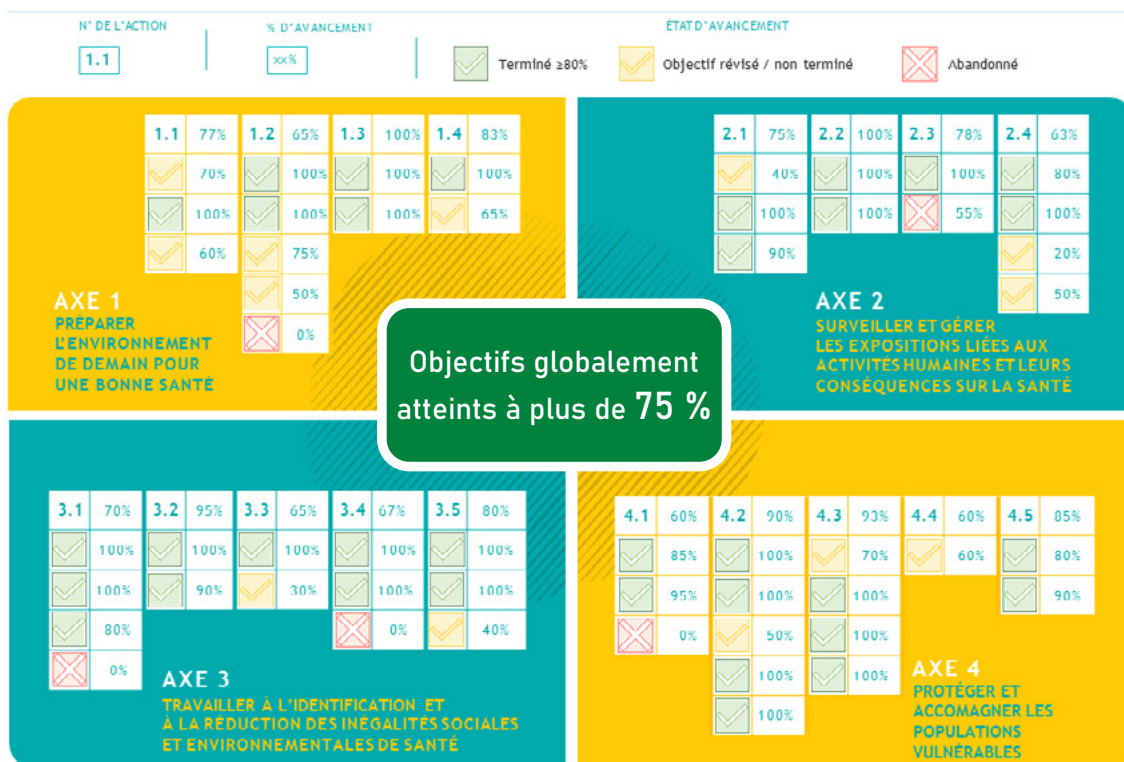 N° DE L'ACTION
% D'AVANCEMENT
ÉTAT D'AVANCEMENT
1.1
xx%
Terminé ≥80%
Objectif révisé / non terminé
Abandonné
1.1 77% 1.2 65% 1.3 100% 1.4 83%
70% 100% 100% 100%
100% 100% 100% 65%
60% 75%
50%
0%
AXE 1
PRÉPARER
L'ENVIRONNEMENT
DE DEMAIN POUR
UNE BONNE SANTÉ
2.1 75% 2.2 100% 2.3 78% 2.4 63%
40% 100% 100% 80%
100% 100% 55% 100%
90% 20%
50%
AXE 2
SURVEILLER ET GÉRER
LES EXPOSITIONS LIÉES AUX
ACTIVITÉS HUMAINES ET LEURS
CONSÉQUENCES SUR LA SANTÉ
Objectifs globalement
atteints à plus de 75 %
3.1 70% 3.2 95% 3.3 65% 3.4 67% 3.5 80%
100% 100% 100% 100% 100%
100% 90% 30% 100% 100%
80% 0% 40%
0%
AXE 3
TRAVAILLER À L'IDENTIFICATION ET
À LA RÉDUCTION DES INÉGALITÉS SOCIALES
ET ENVIRONNEMENTALES DE SANTÉ
4.1 60% 4.2 90% 4.3 93% 4.4 60% 4.5 85%
85% 100% 70% 60% 80%
95% 100% 100% 90%
0% 50% 100%
100% 100%
100%
AXE 4
PROTÉGER ET
ACCOMAGNER LES
POPULATIONS
VULNÉRABLES